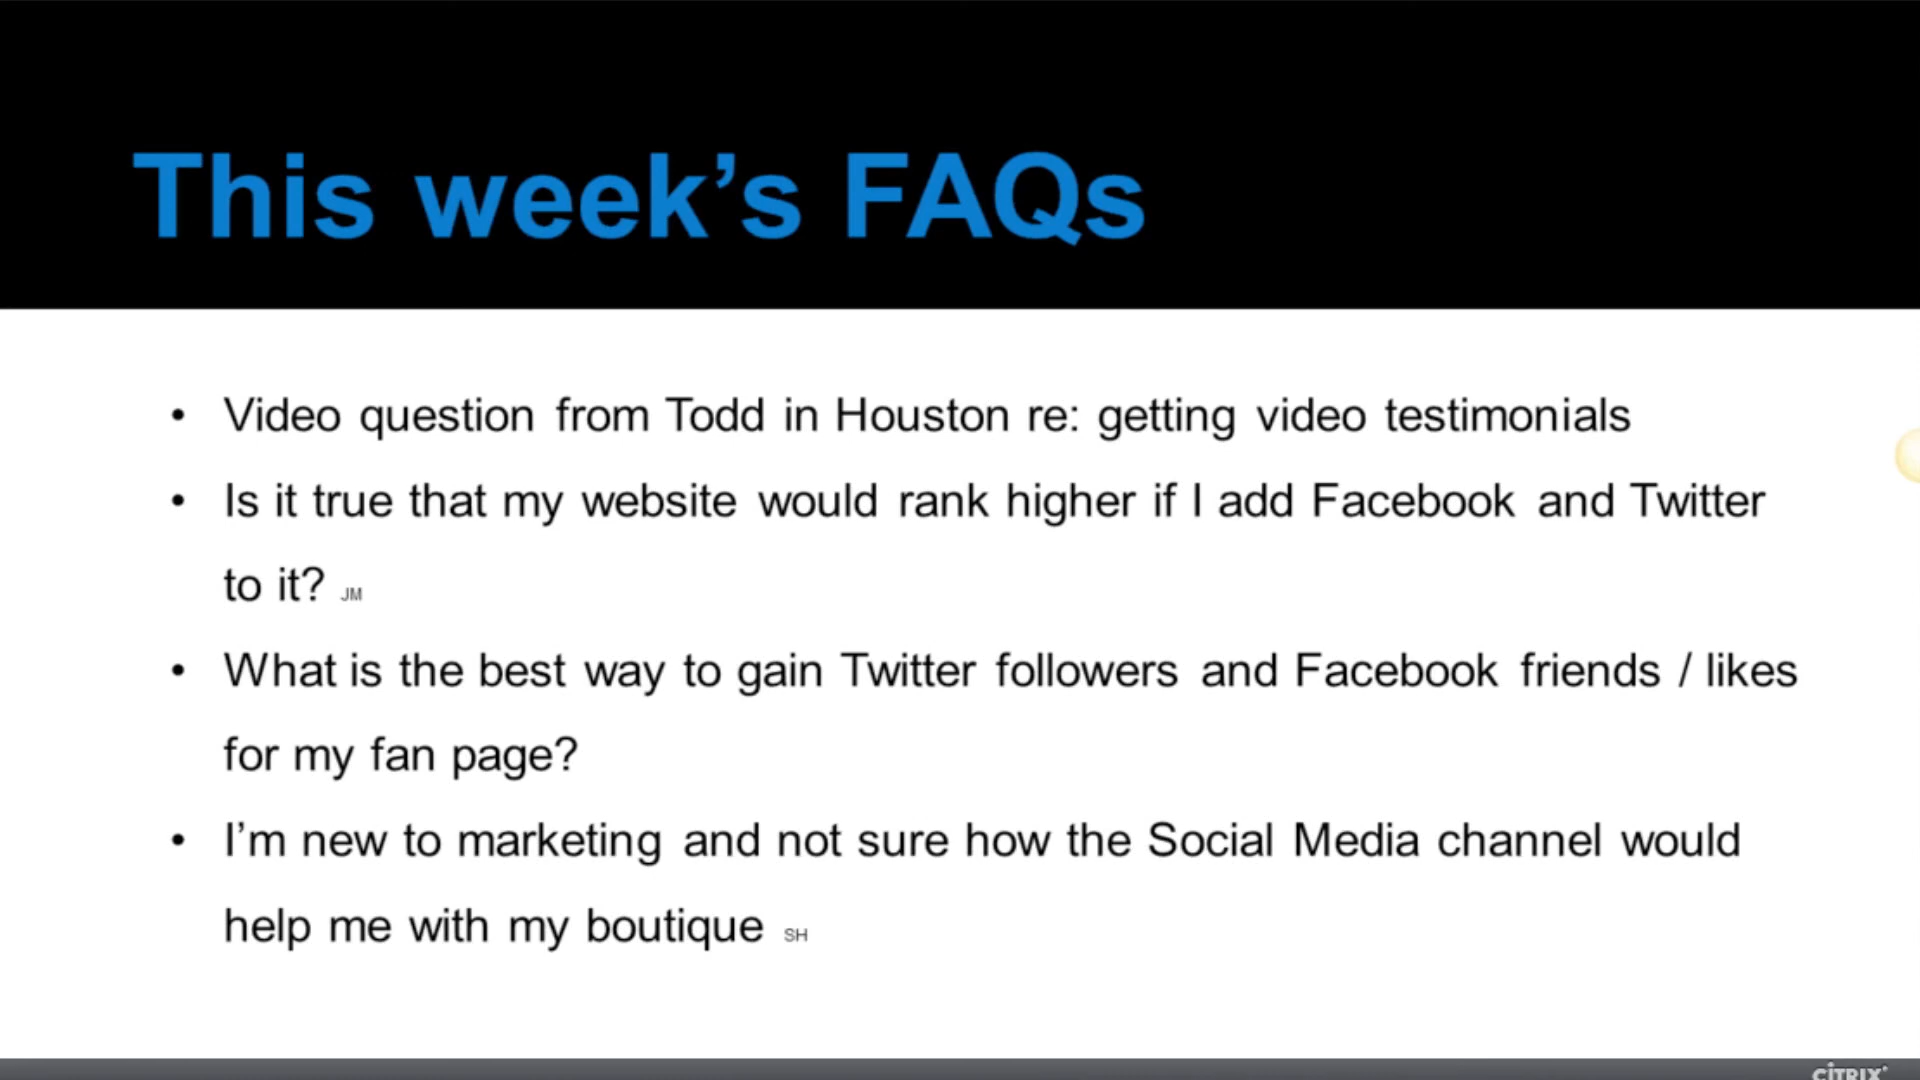 This week’s FAQs
• Video question from Todd in Houston re: getting video testimonials
• Is it true that my website would rank higher if I add Facebook and Twitter
to it? JM
• What is the best way to gain Twitter followers and Facebook friends / likes
for my fan page?
• I’m new to marketing and not sure how the Social Media channel would
help me with my boutique SH
CİTRIX®